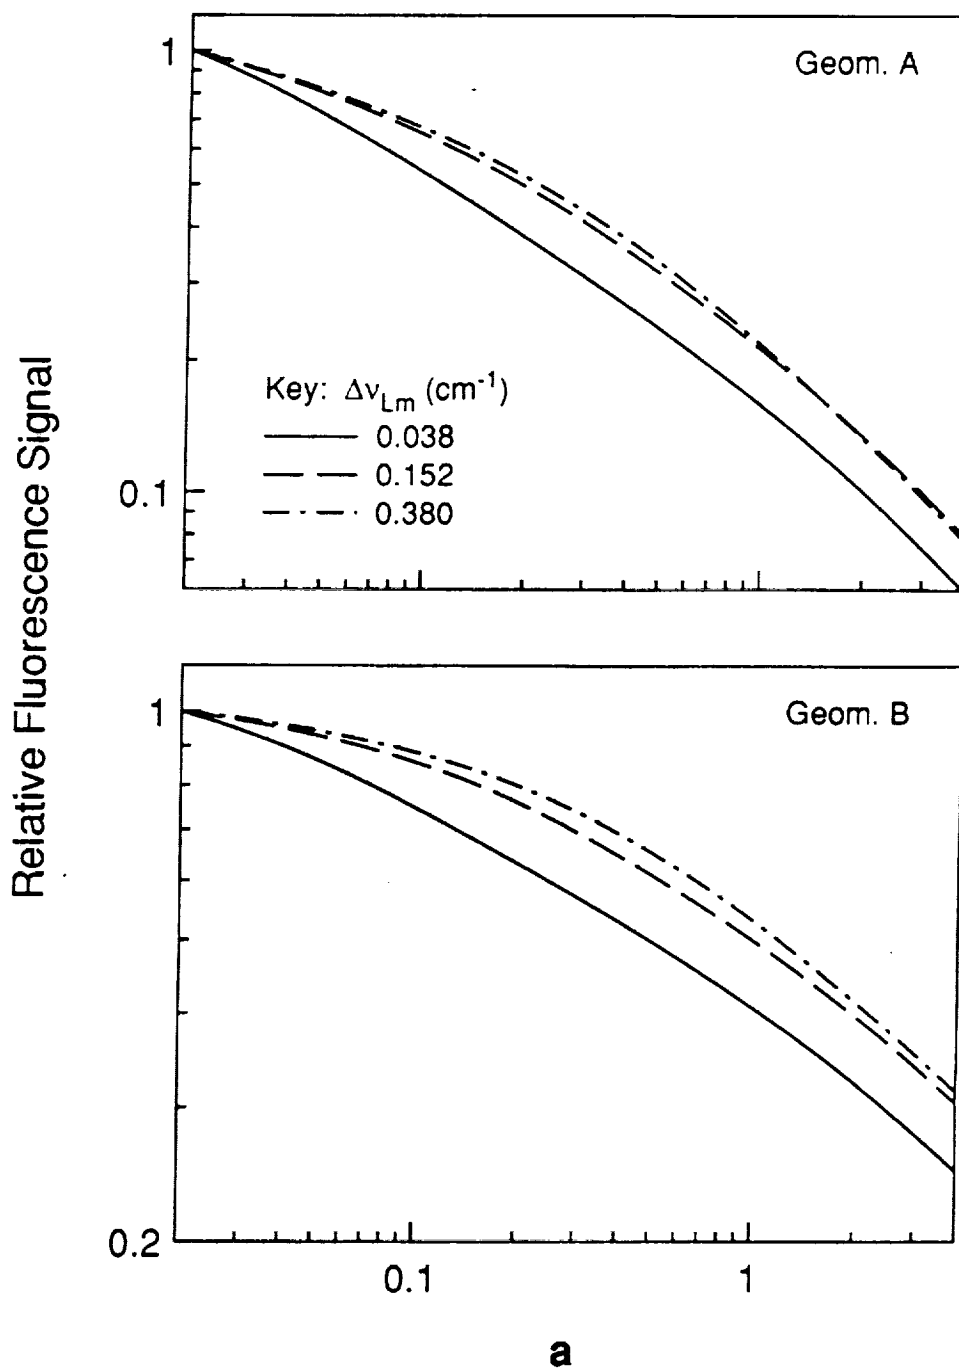 Relative Fluorescence Signal
Geom. A
1
0.1
Key: Δν_Lm (cm⁻¹)
0.038
0.152
0.380
Geom. B
1
0.2
0.1 1
a